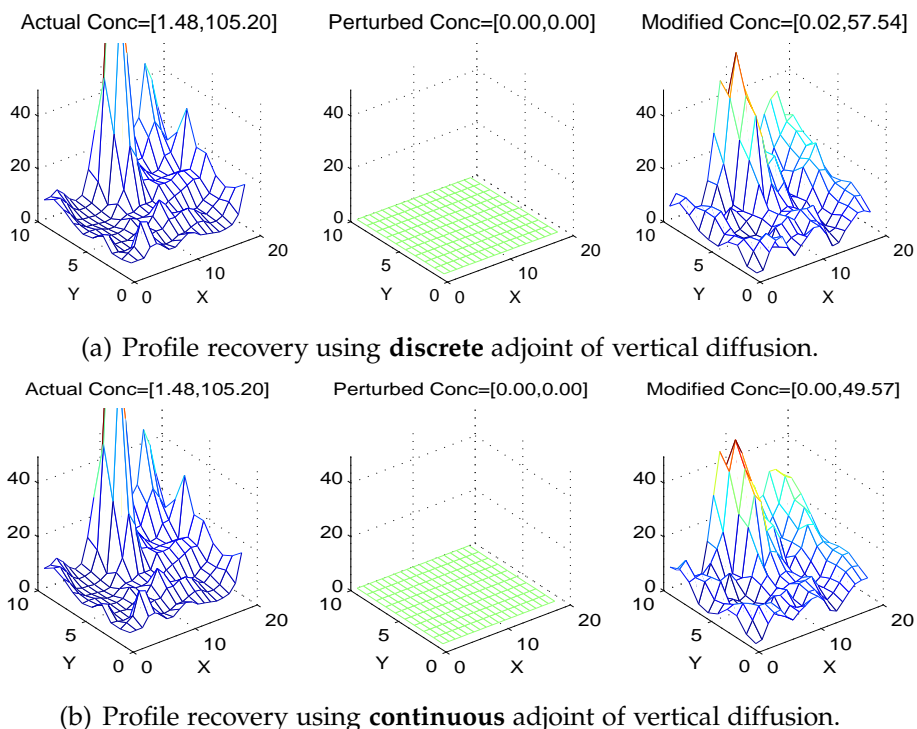 Actual Conc=[1.48,105.20] Perturbed Conc=[0.00,0.00] Modified Conc=[0.02,57.54]
40 40 40
20 20 20
0 0 0
10 20 10 20 10 20
5 10 5 10 5 10
Y 0 0 X Y 0 0 X Y 0 0 X
(a) Profile recovery using discrete adjoint of vertical diffusion.
Actual Conc=[1.48,105.20] Perturbed Conc=[0.00,0.00] Modified Conc=[0.00,49.57]
40 40 40
20 20 20
0 0 0
10 20 10 20 10 20
5 10 5 10 5 10
Y 0 0 X Y 0 0 X Y 0 0 X
(b) Profile recovery using continuous adjoint of vertical diffusion.